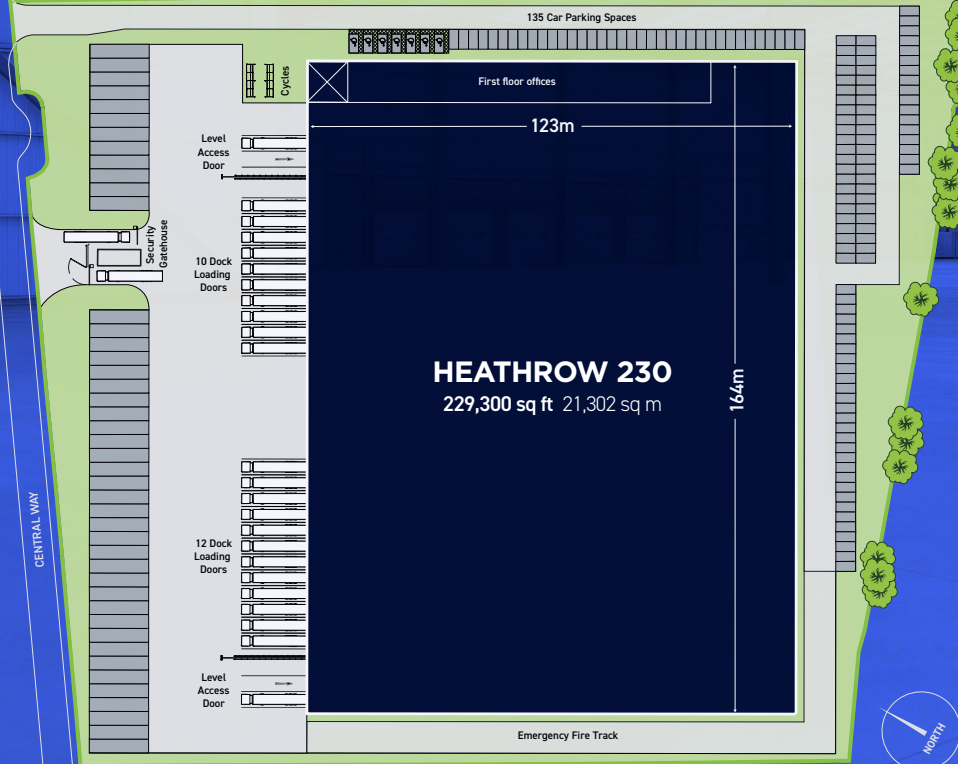 135 Car Parking Spaces
Cycles
First floor offices
123m
Level
Access
Door
Security
Gatehouse
10 Dock
Loading
Doors
HEATHROW 230
229,300 sq ft 21,302 sq m
164m
CENTRAL WAY
12 Dock
Loading
Doors
Level
Access
Door
Emergency Fire Track
NORTH